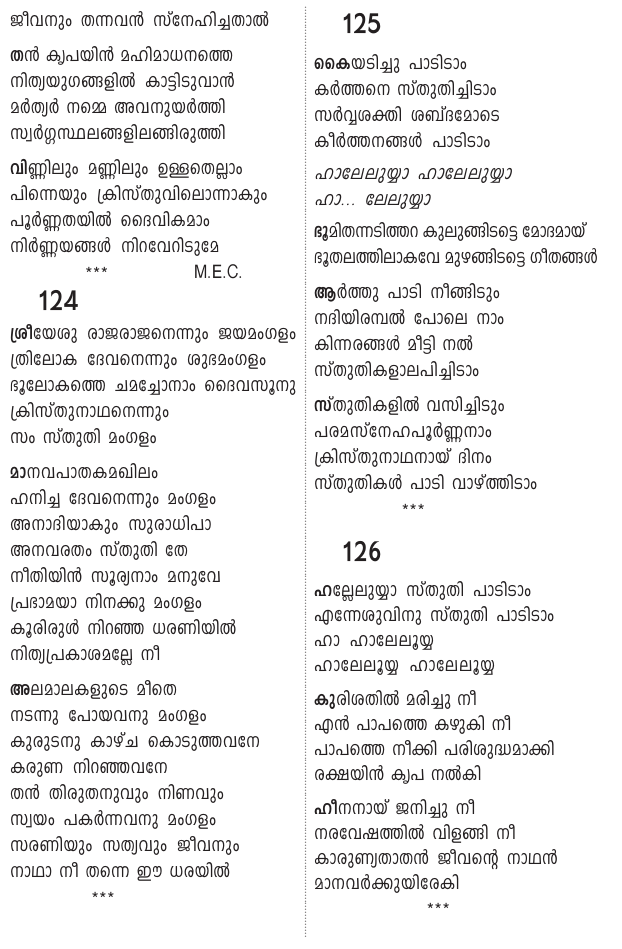 ജീവനും തന്നവൻ സ്നേഹിച്ചതാൽ
തൻ കൃപയിൻ മഹിമാധനത്തെ
നിത്യയുഗങ്ങളിൽ കാട്ടിടുവാൻ
മർത്യർ നമ്മെ അവനുയർത്തി
സ്വർഗ്ഗസ്ഥലങ്ങളിലങ്ങിരുത്തി
വിണ്ണിലും മണ്ണിലും ഉള്ളതെല്ലാം
പിന്നെയും ക്രിസ്തുവിലൊന്നാകും
പൂർണ്ണതയിൽ ദൈവികമാം
നിർണ്ണയങ്ങൾ നിറവേറിടുമേ
*** M.E.C.
124
ശ്രീയേശു രാജരാജനെന്നും ജയമംഗളം
ത്രിലോക ദേവനെന്നും ശുഭമംഗളം
ഭൂലോകത്തെ ചമച്ചോനാം ദൈവസൂനു
ക്രിസ്തുനാഥനെന്നും
സം സ്തുതി മംഗളം
മാനവപാതകമഖിലം
ഹനിച്ച ദേവനെന്നും മംഗളം
അനാദിയാകും സുരാധിപാ
അനവരതം സ്തുതി തേ
നീതിയിൻ സൂര്യനാം മനുവേ
പ്രഭാമയാ നിനക്കു മംഗളം
കൂരിരുൾ നിറഞ്ഞ ധരണിയിൽ
നിത്യപ്രകാശമല്ലേ നീ
അലമാലകളുടെ മീതെ
നടന്നു പോയവനു മംഗളം
കുരുടനു കാഴ്ച കൊടുത്തവനേ
കരുണ നിറഞ്ഞവനേ
തൻ തിരുതനുവും നിണവും
സ്വയം പകർന്നവനു മംഗളം
സരണിയും സത്യവും ജീവനും
നാഥാ നീ തന്നെ ഈ ധരയിൽ
***
125
കൈയടിച്ചു പാടിടാം
കർത്തനെ സ്തുതിച്ചിടാം
സർവ്വശക്തി ശബ്ദമോടെ
കീർത്തനങ്ങൾ പാടിടാം
ഹാലേലുയ്യാ ഹാലേലുയ്യാ
ഹാ... ലേലുയ്യാ
ഭൂമിതന്നടിത്തറ കുലുങ്ങിടട്ടെ മോദമായ്
ഭൂതലത്തിലാകവേ മുഴങ്ങിടട്ടെ ഗീതങ്ങൾ
ആർത്തു പാടി നീങ്ങിടും
നദിയിരമ്പൽ പോലെ നാം
കിന്നരങ്ങൾ മീട്ടി നൽ
സ്തുതികളാലപിച്ചിടാം
സ്തുതികളിൽ വസിച്ചിടും
പരമസ്നേഹപൂർണ്ണനാം
ക്രിസ്തുനാഥനായ് ദിനം
സ്തുതികൾ പാടി വാഴ്ത്തിടാം
***
126
ഹല്ലേലുയ്യാ സ്തുതി പാടിടാം
എന്നേശുവിനു സ്തുതി പാടിടാം
ഹാ ഹാലേലൂയ്യ
ഹാലേലൂയ്യ ഹാലേലൂയ്യ
കുരിശതിൽ മരിച്ചു നീ
എൻ പാപത്തെ കഴുകി നീ
പാപത്തെ നീക്കി പരിശുദ്ധമാക്കി
രക്ഷയിൻ കൃപ നൽകി
ഹീനനായ് ജനിച്ചു നീ
നരവേഷത്തിൽ വിളങ്ങി നീ
കാരുണ്യതാതൻ ജീവന്റെ നാഥൻ
മാനവർക്കുയിരേകി
***